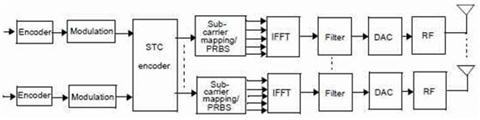 Encoder
Modulation
STC
encoder
Sub-
carrier
mapping/
PRBS
IFFT
Filter
DAC
RF
Encoder
Modulation
Sub-
carrier
mapping/
PRBS
IFFT
Filter
DAC
RF